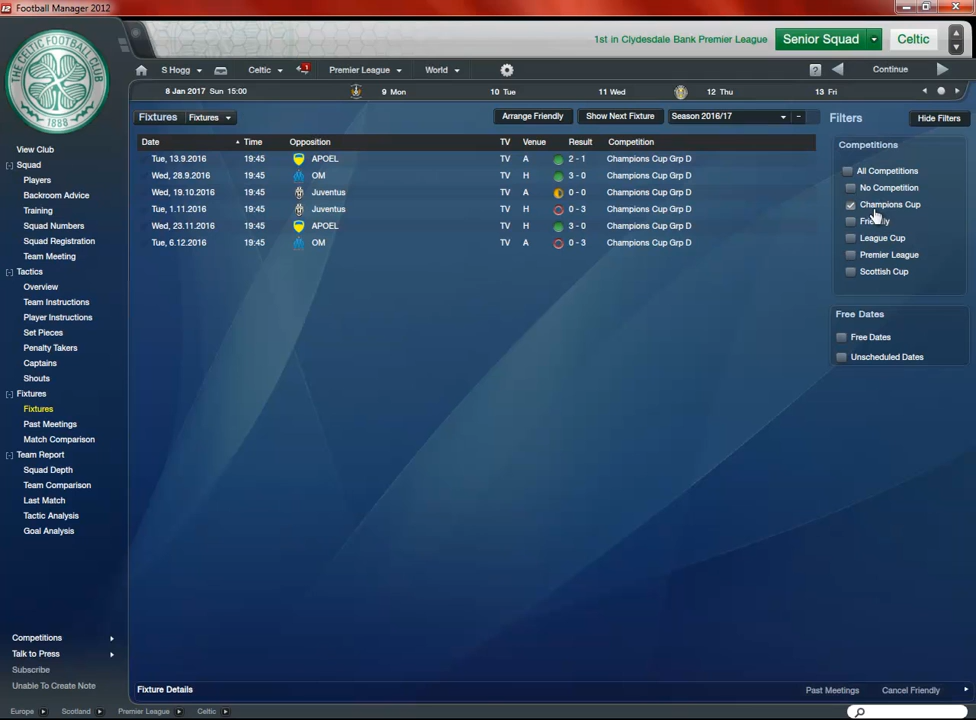 Football Manager 2012
THE CELTIC FOOTBALL CLUB
1888
1st in Clydesdale Bank Premier League
Senior Squad
Celtic
S Hogg
Celtic
1
Premier League
World
?
Continue
8 Jan 2017 Sun 15:00
9 Mon
10 Tue
11 Wed
12 Thu
13 Fri
Fixtures
Fixtures
Arrange Friendly
Show Next Fixture
Season 2016/17
-
Filters
Hide Filters
Date Time Opposition TV Venue Result Competition
Tue, 13.9.2016 19:45 APOEL TV A 2 - 1 Champions Cup Grp D
Wed, 28.9.2016 19:45 OM TV H 3 - 0 Champions Cup Grp D
Wed, 19.10.2016 19:45 Juventus TV A 0 - 0 Champions Cup Grp D
Tue, 1.11.2016 19:45 Juventus TV H 0 - 3 Champions Cup Grp D
Wed, 23.11.2016 19:45 APOEL TV H 3 - 0 Champions Cup Grp D
Tue, 6.12.2016 19:45 OM TV A 0 - 3 Champions Cup Grp D
Competitions
All Competitions
No Competition
Champions Cup
Friendly
League Cup
Premier League
Scottish Cup
Free Dates
Free Dates
Unscheduled Dates
View Club
[-] Squad
Players
Backroom Advice
Training
Squad Numbers
Squad Registration
Team Meeting
[-] Tactics
Overview
Team Instructions
Player Instructions
Set Pieces
Penalty Takers
Captains
Shouts
[-] Fixtures
Fixtures
Past Meetings
Match Comparison
[-] Team Report
Squad Depth
Team Comparison
Last Match
Tactic Analysis
Goal Analysis
Competitions
Talk to Press
Subscribe
Unable To Create Note
Fixture Details
Past Meetings
Cancel Friendly
Europe
Scotland
Premier League
Celtic